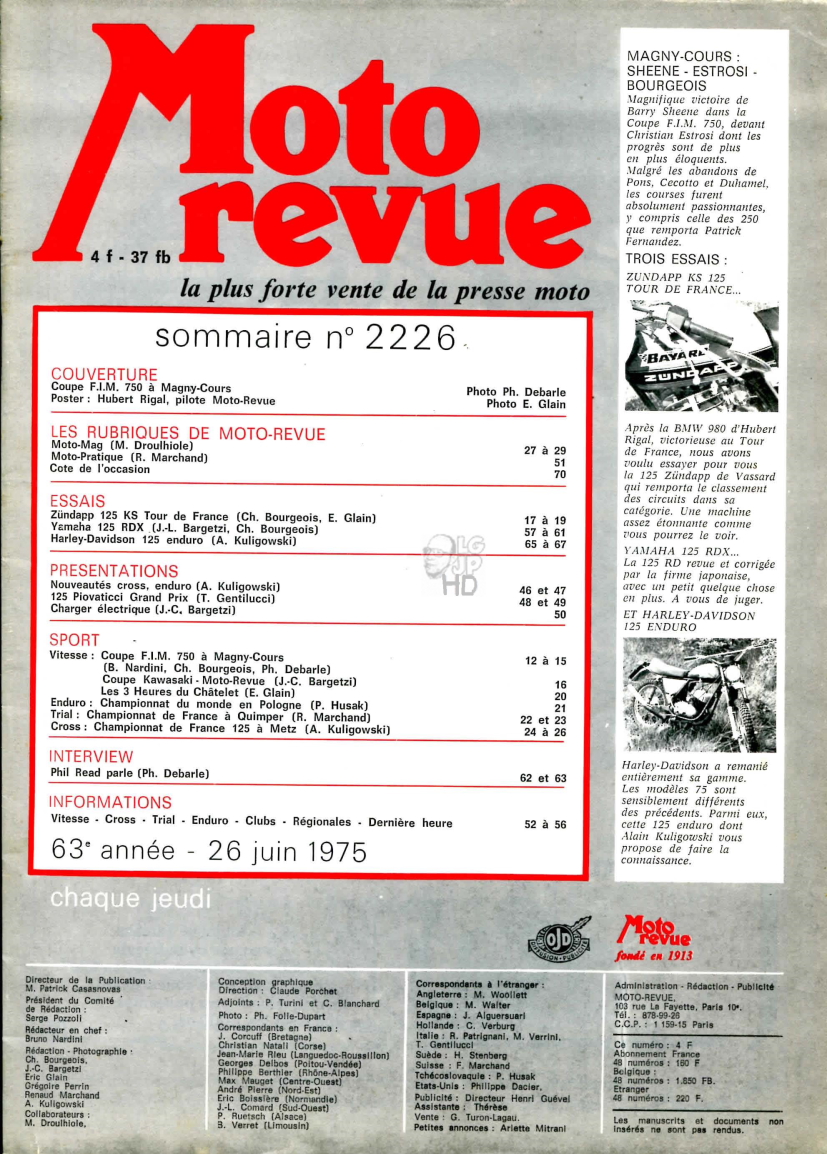 Moto
revue
4 f - 37 fb
la plus forte vente de la presse moto
sommaire n° 2226
COUVERTURE
Coupe F.I.M. 750 à Magny-Cours Photo Ph. Debarle
Poster : Hubert Rigal, pilote Moto-Revue Photo E. Glain
LES RUBRIQUES DE MOTO-REVUE
Moto-Mag (M. Droulhiole) 27 à 29
Moto-Pratique (R. Marchand) 51
Cote de l'occasion 70
ESSAIS
Zündapp 125 KS Tour de France (Ch. Bourgeois, E. Glain) 17 à 19
Yamaha 125 RDX (J.-L. Bargetzi, Ch. Bourgeois) 57 à 61
Harley-Davidson 125 enduro (A. Kuligowski) 65 à 67
PRESENTATIONS
Nouveautés cross, enduro (A. Kuligowski) 46 et 47
125 Piovaticci Grand Prix (T. Gentilucci) 48 et 49
Charger électrique (J.-C. Bargetzi) 50
SPORT
Vitesse : Coupe F.I.M. 750 à Magny-Cours 12 à 15
(B. Nardini, Ch. Bourgeois, Ph. Debarle)
Coupe Kawasaki - Moto-Revue (J.-C. Bargetzi) 16
Les 3 Heures du Châtelet (E. Glain) 20
Enduro : Championnat du monde en Pologne (P. Husak) 21
Trial : Championnat de France à Quimper (R. Marchand) 22 et 23
Cross : Championnat de France 125 à Metz (A. Kuligowski) 24 à 26
INTERVIEW
Phil Read parle (Ph. Debarle) 62 et 63
INFORMATIONS
Vitesse - Cross - Trial - Enduro - Clubs - Régionales - Dernière heure 52 à 56
63e année - 26 juin 1975
LG
JP
HD
chaque jeudi
MAGNY-COURS :
SHEENE - ESTROSI -
BOURGEOIS
Magnifique victoire de
Barry Sheene dans la
Coupe F.I.M. 750, devant
Christian Estrosi dont les
progrès sont de plus
en plus éloquents.
Malgré les abandons de
Pons, Cecotto et Duhamel,
les courses furent
absolument passionnantes,
y compris celle des 250
que remporta Patrick
Fernandez.
TROIS ESSAIS :
ZUNDAPP KS 125
TOUR DE FRANCE...
BAYARD
ZÜNDAPP
Après la BMW 980 d'Hubert
Rigal, victorieuse au Tour
de France, nous avons
voulu essayer pour vous
la 125 Zündapp de Vassard
qui remporta le classement
des circuits dans sa
catégorie. Une machine
assez étonnante comme
vous pourrez le voir.
YAMAHA 125 RDX...
La 125 RD revue et corrigée
par la firme japonaise,
avec un petit quelque chose
en plus. A vous de juger.
ET HARLEY-DAVIDSON
125 ENDURO
Harley-Davidson a remanié
entièrement sa gamme.
Les modèles 75 sont
sensiblement différents
des précédents. Parmi eux,
cette 125 enduro dont
Alain Kuligowski vous
propose de faire la
connaissance.
OJD
DIFFUSION-PUBLICITÉ
Moto
revue
fondé en 1913
Directeur de la Publication :
M. Patrick Casasnovas
Président du Comité
de Rédaction :
Serge Pozzoli
Rédacteur en chef :
Bruno Nardini
Rédaction - Photographie :
Ch. Bourgeois,
J.-C. Bargetzi
Eric Glain
Grégoire Perrin
Renaud Marchand
A. Kuligowski
Collaborateurs :
M. Droulhiole,
Conception graphique
Direction : Claude Porchet
Adjoints : P. Turini et C. Blanchard
Photo : Ph. Folle-Dupart
Correspondants en France :
J. Corcuff (Bretagne)
Christian Natali (Corse)
Jean-Marie Rieu (Languedoc-Roussillon)
Georges Delbos (Poitou-Vendée)
Philippe Berthier (Rhône-Alpes)
Max Mauget (Centre-Ouest)
André Pierre (Nord-Est)
Eric Boissière (Normandie)
J.-L. Comard (Sud-Ouest)
P. Ruetsch (Alsace)
B. Verret (Limousin)
Correspondants à l'étranger :
Angleterre : M. Woollett
Belgique : M. Walter
Espagne : J. Alguersuari
Hollande : C. Verburg
Italie : R. Patrignani, M. Verrini,
T. Gentilucci
Suède : H. Stenberg
Suisse : F. Marchand
Tchécoslovaquie : P. Husak
Etats-Unis : Philippe Dacier,
Publicité : Directeur Henri Guével
Assistante : Thérèse
Vente : G. Turon-Lagau.
Petites annonces : Arlette Mitrani
Administration - Rédaction - Publicité
MOTO-REVUE,
103 rue La Fayette, Paris 10e.
Tél. : 878-99-26
C.C.P. : 1 159-15 Paris
Ce numéro : 4 F
Abonnement France
48 numéros : 160 F
Belgique :
48 numéros : 1.850 FB.
Etranger
48 numéros : 220 F.
Les manuscrits et documents non
insérés ne sont pas rendus.